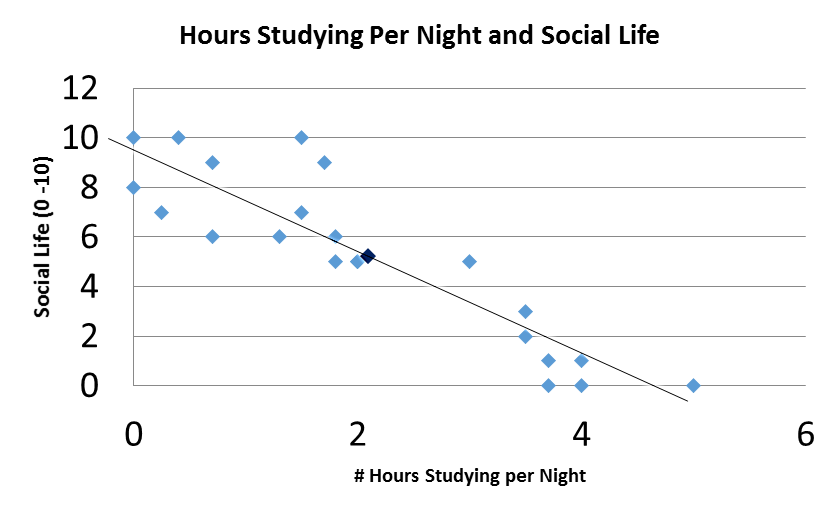 Hours Studying Per Night and Social Life
12
10
8
6
4
2
0
Social Life (0 -10)
0 2 4 6
# Hours Studying per Night